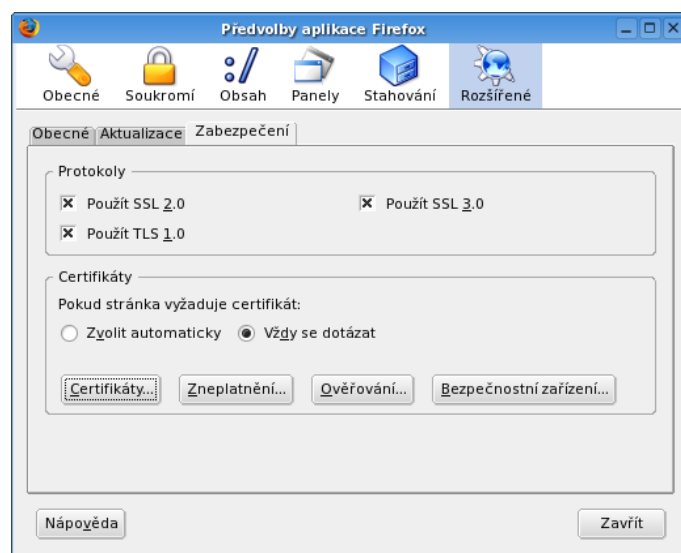 Předvolby aplikace Firefox
Obecné Soukromí Obsah Panely Stahování Rozšířené
Obecné Aktualizace Zabezpečení
Protokoly
Použít SSL 2.0 Použít SSL 3.0
Použít TLS 1.0
Certifikáty
Pokud stránka vyžaduje certifikát:
Zvolit automaticky Vždy se dotázat
Certifikáty... Zneplatnění... Ověřování... Bezpečnostní zařízení...
Nápověda Zavřít